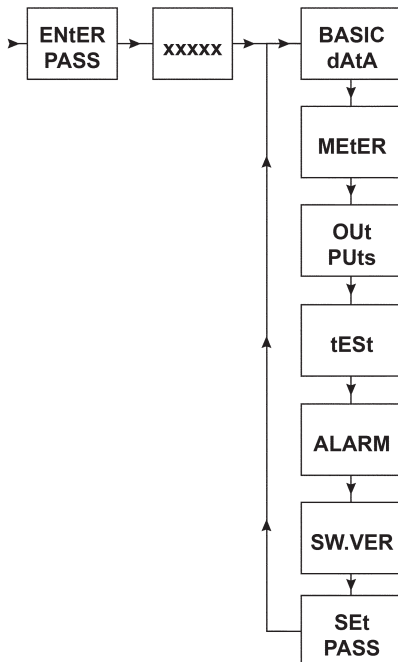 ENtER
PASS
xxxxx
BASIC
dAtA
MEtER
OUt
PUts
tESt
ALARM
SW.VER
SEt
PASS